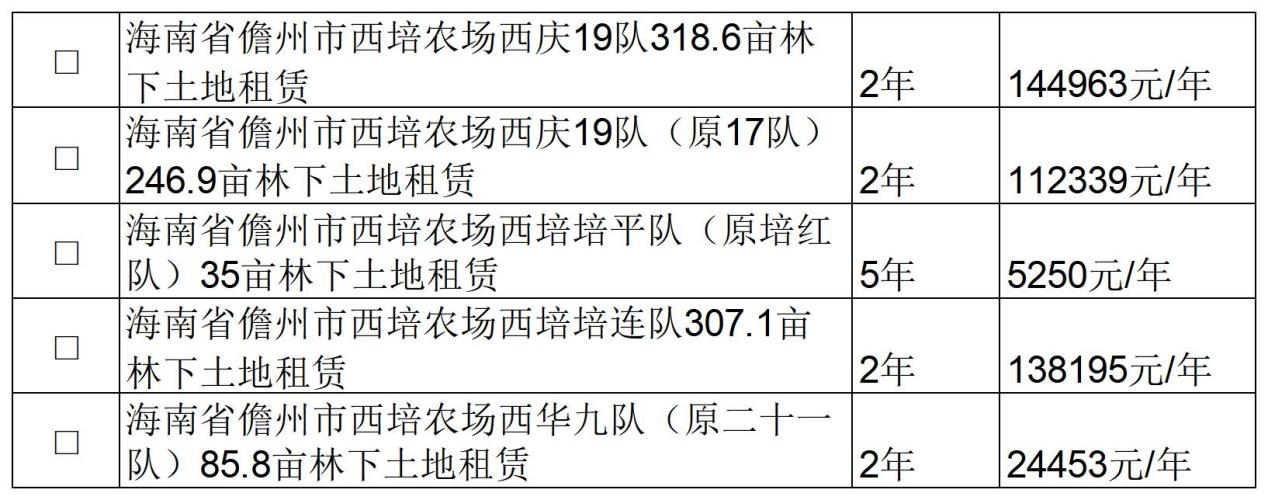 □
海南省儋州市西培农场西庆19队318.6亩林
下土地租赁
2年
144963元/年
□
海南省儋州市西培农场西庆19队（原17队）
246.9亩林下土地租赁
2年
112339元/年
□
海南省儋州市西培农场西培培平队（原培红
队）35亩林下土地租赁
5年
5250元/年
□
海南省儋州市西培农场西培培连队307.1亩
林下土地租赁
2年
138195元/年
□
海南省儋州市西培农场西华九队（原二十一
队）85.8亩林下土地租赁
2年
24453元/年